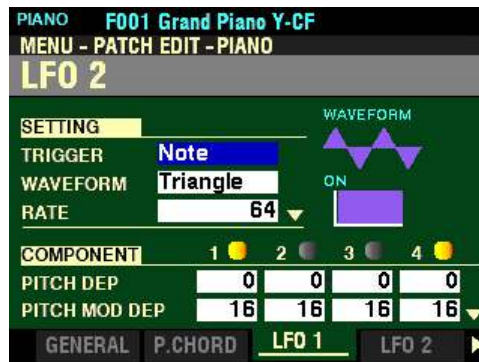 PIANO F001 Grand Piano Y-CF
MENU - PATCH EDIT - PIANO
LFO 2
SETTING
WAVEFORM
TRIGGER Note
WAVEFORM Triangle
ON
RATE 64
COMPONENT 1 2 3 4
PITCH DEP 0 0 0 0
PITCH MOD DEP 16 16 16 16
GENERAL P.CHORD LFO 1 LFO 2